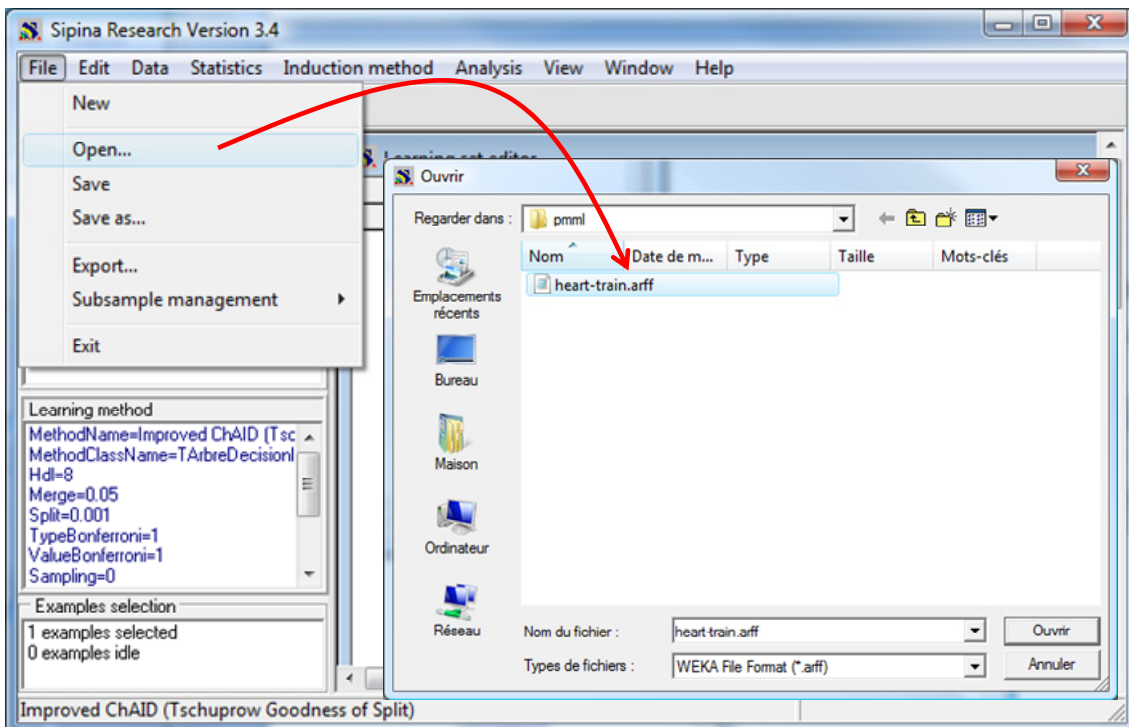 Sipina Research Version 3.4
File Edit Data Statistics Induction method Analysis View Window Help
New
Open...
Save
Save as...
Export...
Subsample management
Exit
Learning set editor
Ouvrir
Regarder dans :
pmml
Nom Date de m... Type Taille Mots-clés
heart-train.arff
Emplacements
récents
Bureau
Maison
Ordinateur
Réseau
Nom du fichier :
heart-train.arff
Ouvrir
Types de fichiers :
WEKA File Format (*.arff)
Annuler
Learning method
MethodName=Improved ChAID (Tsc
MethodClassName=TArbreDecisionI
Hdl=8
Merge=0.05
Split=0.001
TypeBonferroni=1
ValueBonferroni=1
Sampling=0
Examples selection
1 examples selected
0 examples idle
Improved ChAID (Tschuprow Goodness of Split)